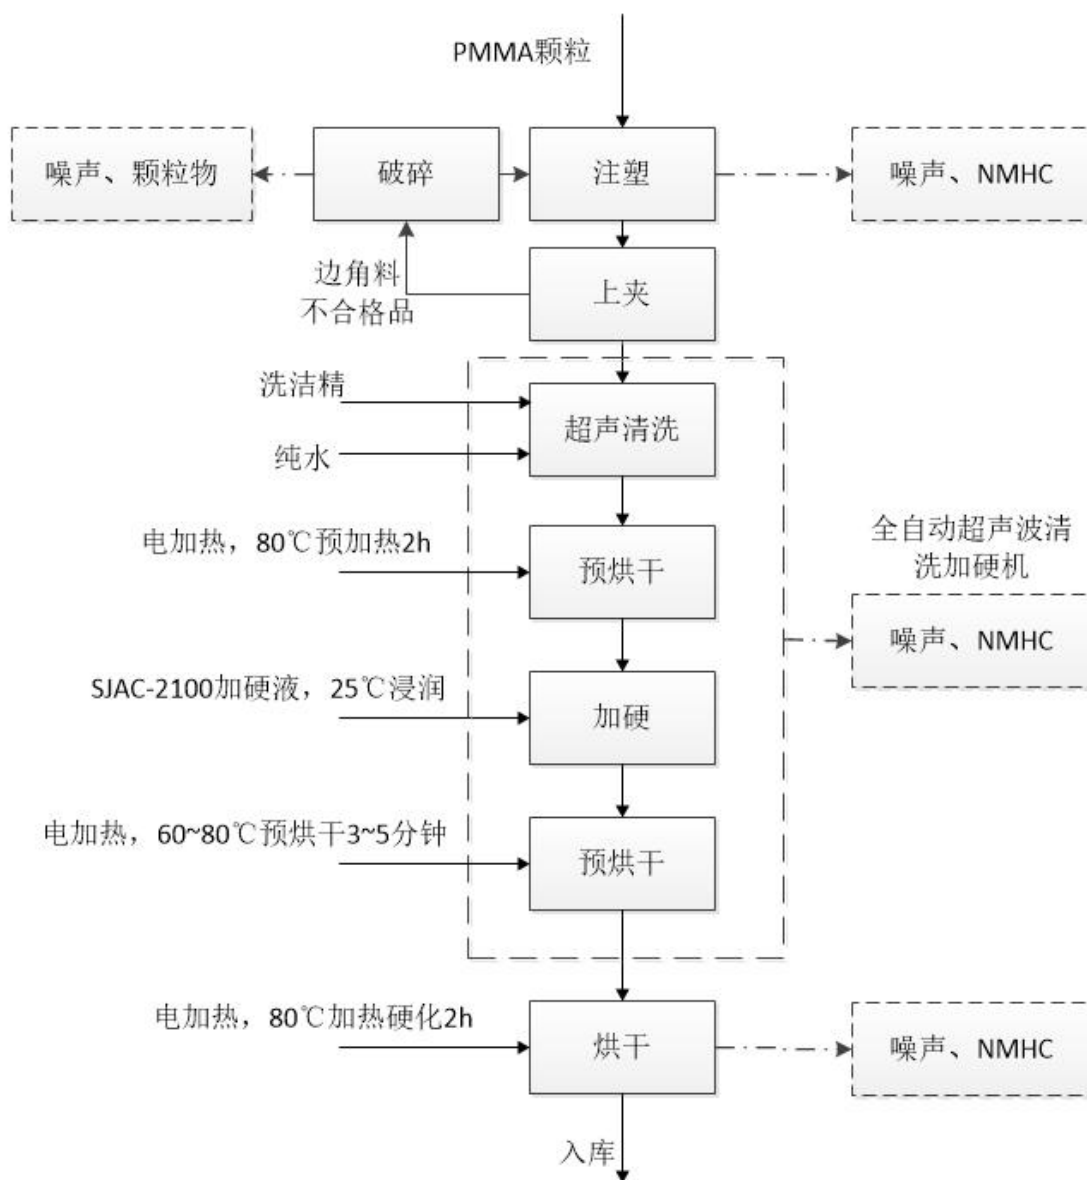 PMMA颗粒
噪声、颗粒物
破碎
注塑
噪声、NMHC
边角料
不合格品
上夹
洗洁精
超声清洗
纯水
电加热，80℃预加热2h
预烘干
全自动超声波清
洗加硬机
噪声、NMHC
SJAC-2100加硬液，25℃浸润
加硬
电加热，60~80℃预烘干3~5分钟
预烘干
电加热，80℃加热硬化2h
烘干
噪声、NMHC
入库